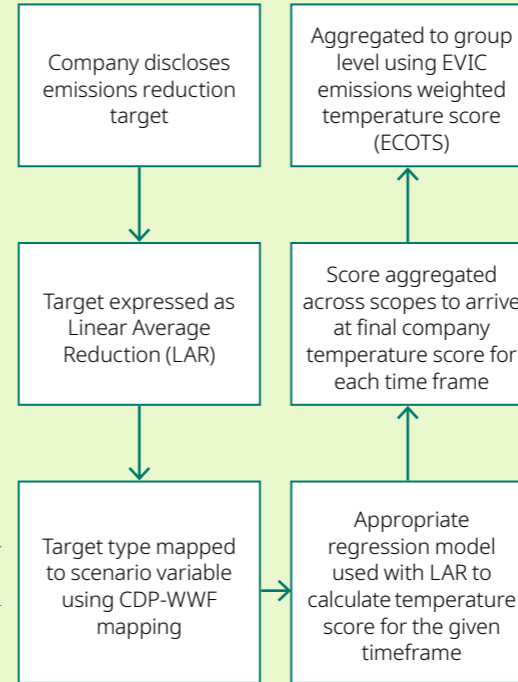 Company discloses
emissions reduction
target
Target expressed as
Linear Average
Reduction (LAR)
Target type mapped
to scenario variable
using CDP-WWF
mapping
Appropriate
regression model
used with LAR to
calculate temperature
score for the given
timeframe
Score aggregated
across scopes to arrive
at final company
temperature score for
each time frame
Aggregated to group
level using EVIC
emissions weighted
temperature score
(ECOTS)